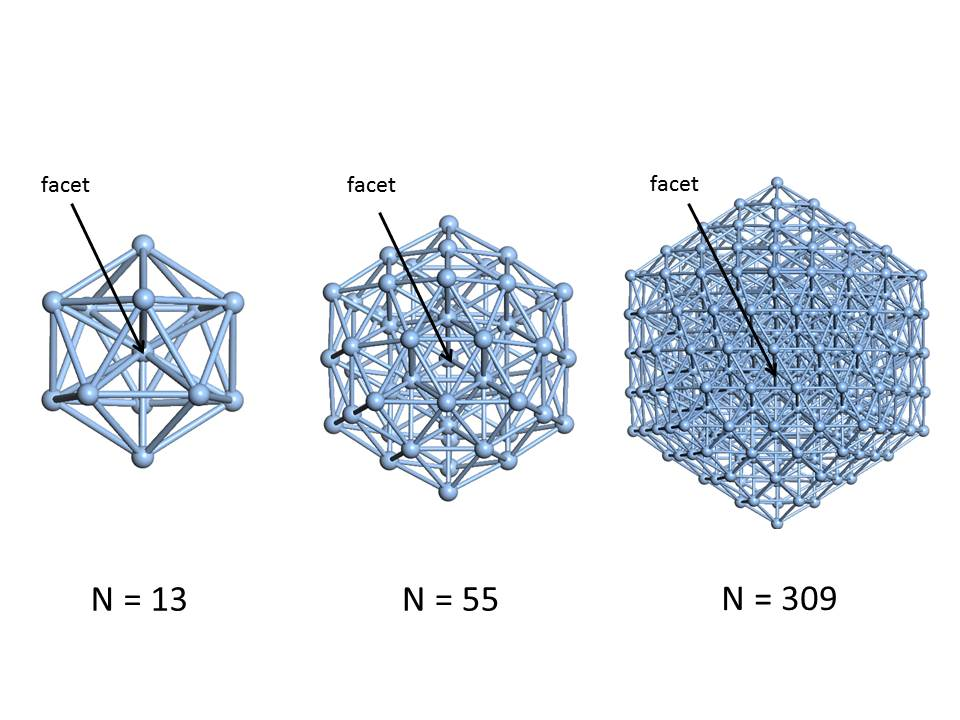 facet
facet
facet
N = 13
N = 55
N = 309